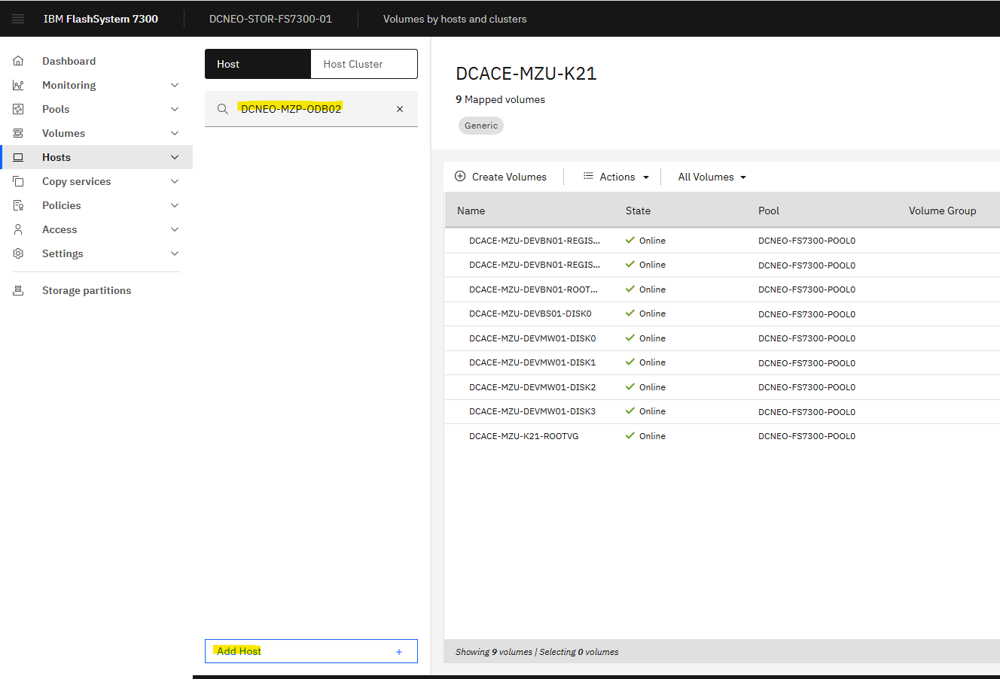 IBM FlashSystem 7300
DCNEO-STOR-FS7300-01
Volumes by hosts and clusters
Dashboard
Monitoring
Pools
Volumes
Hosts
Copy services
Policies
Access
Settings
Storage partitions
Host
Host Cluster
DCNEO-MZP-ODB02
Add Host +
DCACE-MZU-K21
9 Mapped volumes
Generic
Create Volumes
Actions
All Volumes
Name State Pool Volume Group
DCACE-MZU-DEVBN01-REGIS... Online DCNEO-FS7300-POOL0
DCACE-MZU-DEVBN01-REGIS... Online DCNEO-FS7300-POOL0
DCACE-MZU-DEVBN01-ROOT... Online DCNEO-FS7300-POOL0
DCACE-MZU-DEVBS01-DISK0 Online DCNEO-FS7300-POOL0
DCACE-MZU-DEVMW01-DISK0 Online DCNEO-FS7300-POOL0
DCACE-MZU-DEVMW01-DISK1 Online DCNEO-FS7300-POOL0
DCACE-MZU-DEVMW01-DISK2 Online DCNEO-FS7300-POOL0
DCACE-MZU-DEVMW01-DISK3 Online DCNEO-FS7300-POOL0
DCACE-MZU-K21-ROOTVG Online DCNEO-FS7300-POOL0
Showing 9 volumes | Selecting 0 volumes